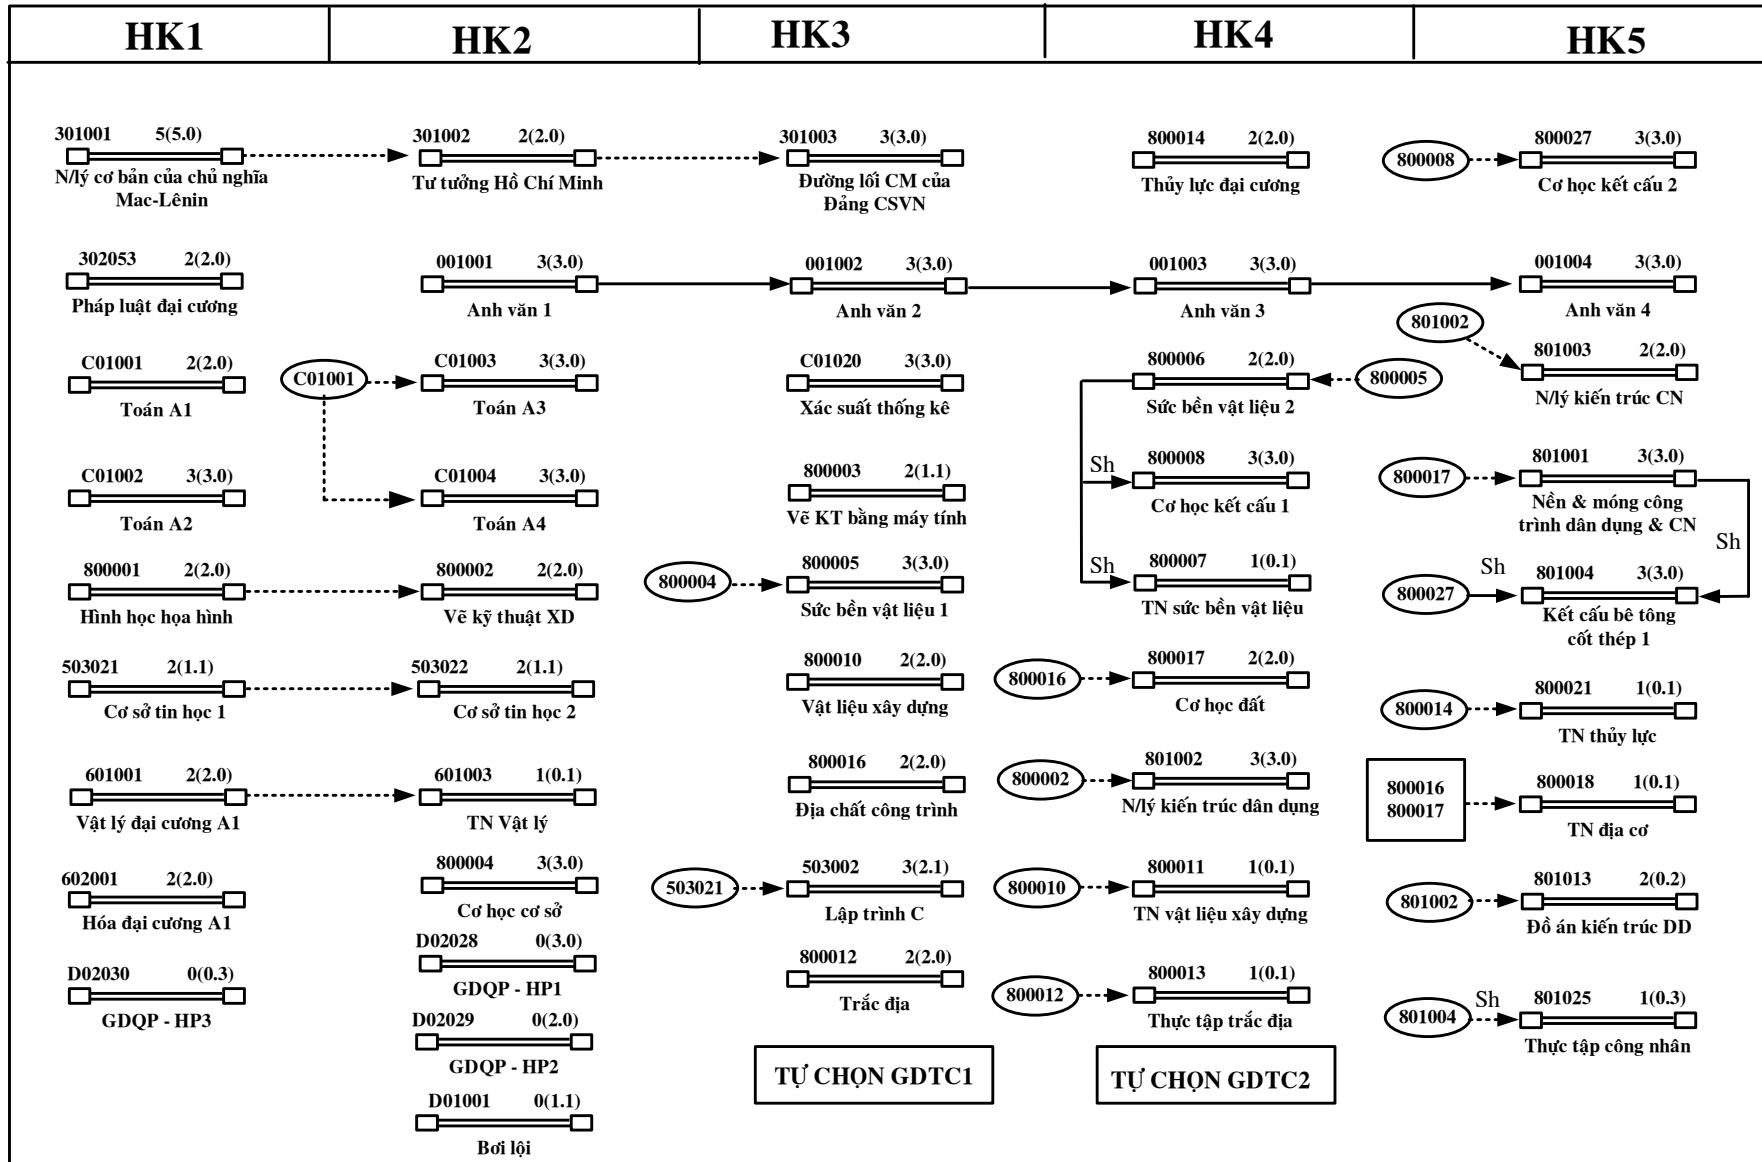 HK1
HK2
HK3
HK4
HK5
301001 5(5.0)
N/lý cơ bản của chủ nghĩa
Mac-Lênin
302053 2(2.0)
Pháp luật đại cương
C01001 2(2.0)
Toán A1
C01002 3(3.0)
Toán A2
800001 2(2.0)
Hình học họa hình
503021 2(1.1)
Cơ sở tin học 1
601001 2(2.0)
Vật lý đại cương A1
602001 2(2.0)
Hóa đại cương A1
D02030 0(0.3)
GDQP - HP3
301002 2(2.0)
Tư tưởng Hồ Chí Minh
001001 3(3.0)
Anh văn 1
C01001
C01003 3(3.0)
Toán A3
C01004 3(3.0)
Toán A4
800002 2(2.0)
Vẽ kỹ thuật XD
503022 2(1.1)
Cơ sở tin học 2
601003 1(0.1)
TN Vật lý
800004 3(3.0)
Cơ học cơ sở
D02028 0(3.0)
GDQP - HP1
D02029 0(2.0)
GDQP - HP2
D01001 0(1.1)
Bơi lội
301003 3(3.0)
Đường lối CM của
Đảng CSVN
001002 3(3.0)
Anh văn 2
C01020 3(3.0)
Xác suất thống kê
800003 2(1.1)
Vẽ KT bằng máy tính
800004
800005 3(3.0)
Sức bền vật liệu 1
800010 2(2.0)
Vật liệu xây dựng
800016 2(2.0)
Địa chất công trình
503021
503002 3(2.1)
Lập trình C
800012 2(2.0)
Trắc địa
TỰ CHỌN GDTC1
800014 2(2.0)
Thủy lực đại cương
001003 3(3.0)
Anh văn 3
800006 2(2.0)
800005
Sức bền vật liệu 2
Sh
800008 3(3.0)
Cơ học kết cấu 1
Sh
800007 1(0.1)
TN sức bền vật liệu
800016
800017 2(2.0)
Cơ học đất
800002
801002 3(3.0)
N/lý kiến trúc dân dụng
800010
800011 1(0.1)
TN vật liệu xây dựng
800012
800013 1(0.1)
Thực tập trắc địa
TỰ CHỌN GDTC2
800008
800027 3(3.0)
Cơ học kết cấu 2
001004 3(3.0)
Anh văn 4
801002
801003 2(2.0)
N/lý kiến trúc CN
800017
801001 3(3.0)
Nền & móng công
trình dân dụng & CN
Sh
800027
Sh
801004 3(3.0)
Kết cấu bê tông
cốt thép 1
800014
800021 1(0.1)
TN thủy lực
800016
800017
800018 1(0.1)
TN địa cơ
801002
801013 2(0.2)
Đồ án kiến trúc DD
801004
Sh
801025 1(0.3)
Thực tập công nhân